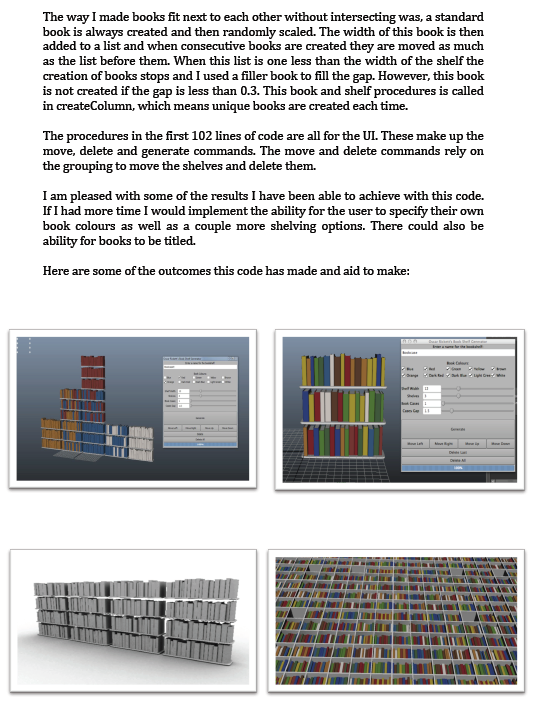 The way I made books fit next to each other without intersecting was, a standard
book is always created and then randomly scaled. The width of this book is then
added to a list and when consecutive books are created they are moved as much
as the list before them. When this list is one less than the width of the shelf the
creation of books stops and I used a filler book to fill the gap. However, this book
is not created if the gap is less than 0.3. This book and shelf procedures is called
in createColumn, which means unique books are created each time.
The procedures in the first 102 lines of code are all for the UI. These make up the
move, delete and generate commands. The move and delete commands rely on
the grouping to move the shelves and delete them.
I am pleased with some of the results I have been able to achieve with this code.
If I had more time I would implement the ability for the user to specify their own
book colours as well as a couple more shelving options. There could also be
ability for books to be titled.
Here are some of the outcomes this code has made and aid to make:
Enter a name for the bookshelf
Bookcase
Book Colours
Blue Red Green Yellow Brown
Orange Dark Red Dark Blue Light Gree White
Shelf Width
Shelves
Book Cases
Cases Gap
Generate
Move Left Move Right Move Up Move Down
Delete Last
Delete All